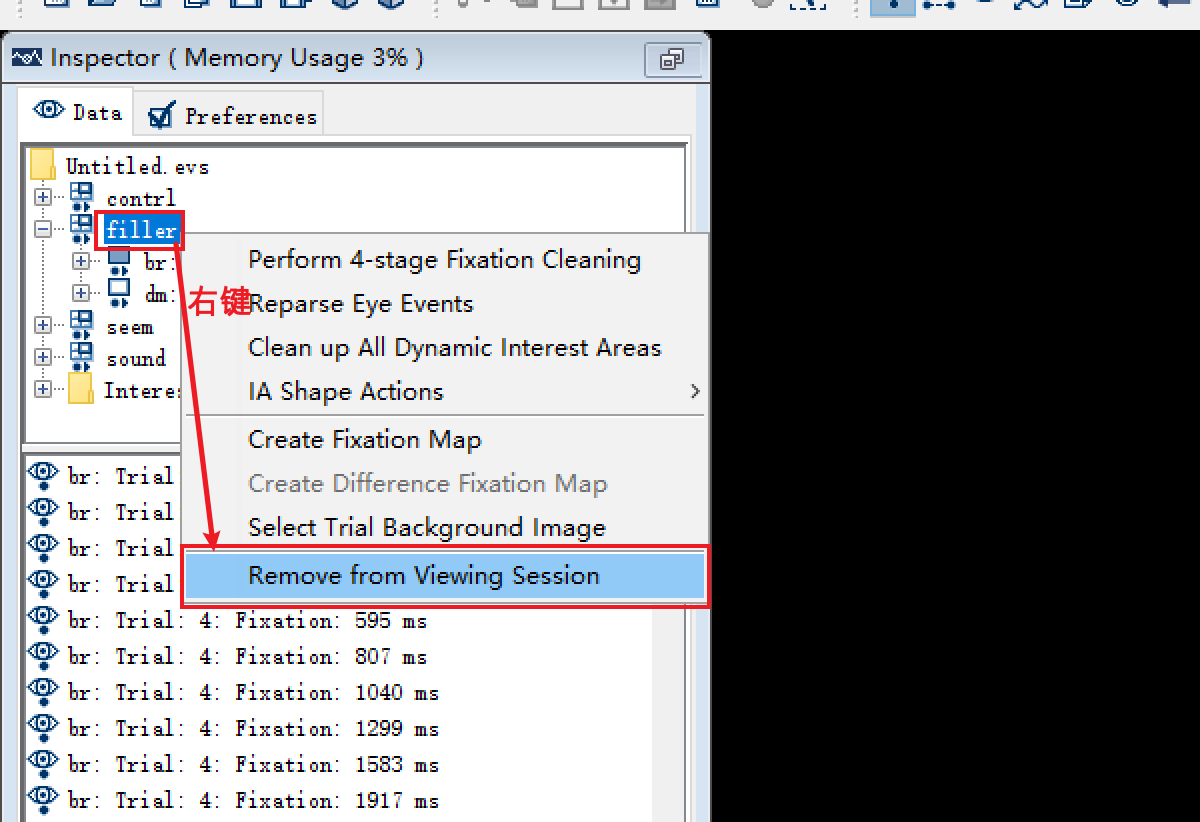 Inspector ( Memory Usage 3% )
Data
Preferences
Untitled.evs
contrl
filler
br:
dm:
seem
sound
Interes
右键
Perform 4-stage Fixation Cleaning
Reparse Eye Events
Clean up All Dynamic Interest Areas
IA Shape Actions
Create Fixation Map
Create Difference Fixation Map
Select Trial Background Image
Remove from Viewing Session
br: Trial
br: Trial
br: Trial
br: Trial
br: Trial: 4: Fixation: 595 ms
br: Trial: 4: Fixation: 807 ms
br: Trial: 4: Fixation: 1040 ms
br: Trial: 4: Fixation: 1299 ms
br: Trial: 4: Fixation: 1583 ms
br: Trial: 4: Fixation: 1917 ms